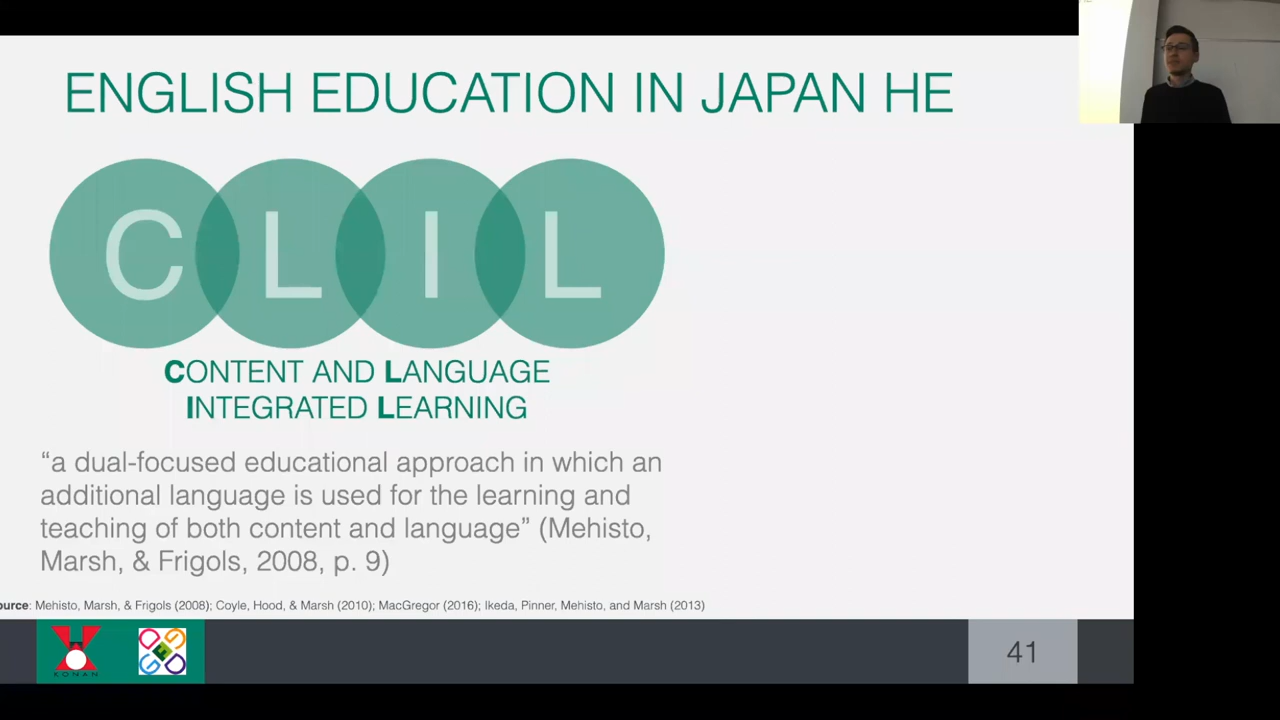 ENGLISH EDUCATION IN JAPAN HE
C L I L
CONTENT AND LANGUAGE
INTEGRATED LEARNING
“a dual-focused educational approach in which an
additional language is used for the learning and
teaching of both content and language” (Mehisto,
Marsh, & Frigols, 2008, p. 9)
ource: Mehisto, Marsh, & Frigols (2008); Coyle, Hood, & Marsh (2010); MacGregor (2016); Ikeda, Pinner, Mehisto, and Marsh (2013)
KONAN
41